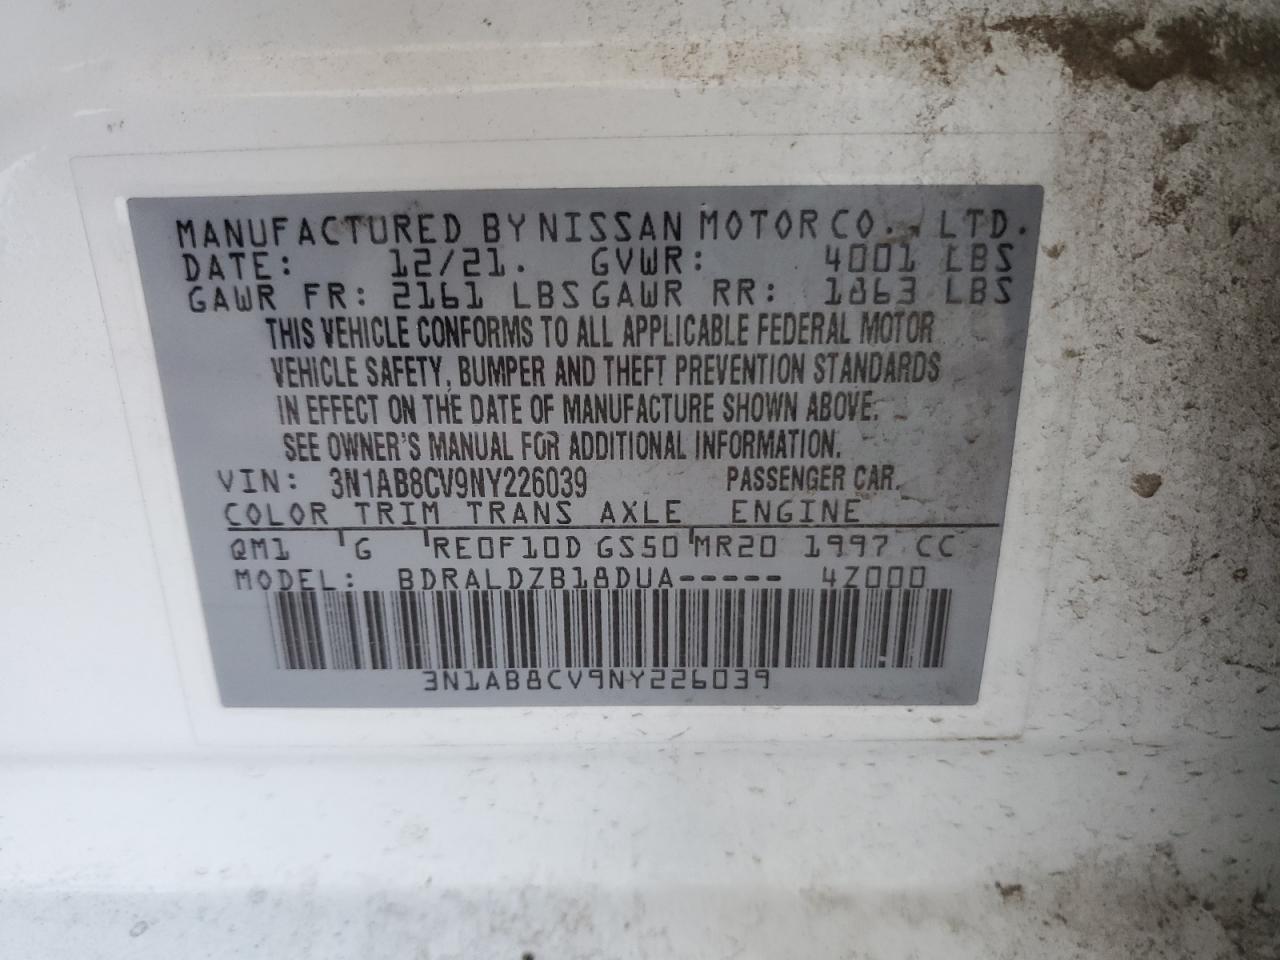 MANUFACTURED BY NISSAN MOTOR CO., LTD.
DATE: 12/21. GVWR: 4001 LBS
GAWR FR: 2161 LBS GAWR RR: 1863 LBS
THIS VEHICLE CONFORMS TO ALL APPLICABLE FEDERAL MOTOR
VEHICLE SAFETY, BUMPER AND THEFT PREVENTION STANDARDS
IN EFFECT ON THE DATE OF MANUFACTURE SHOWN ABOVE.
SEE OWNER'S MANUAL FOR ADDITIONAL INFORMATION.
VIN: 3N1AB8CV9NY226039 PASSENGER CAR.
COLOR TRIM TRANS AXLE ENGINE
QM1 G RE0F10D GS50 MR20 1997 CC
MODEL: BDRALDZB18DUA----- 4Z000
3N1AB8CV9NY226039